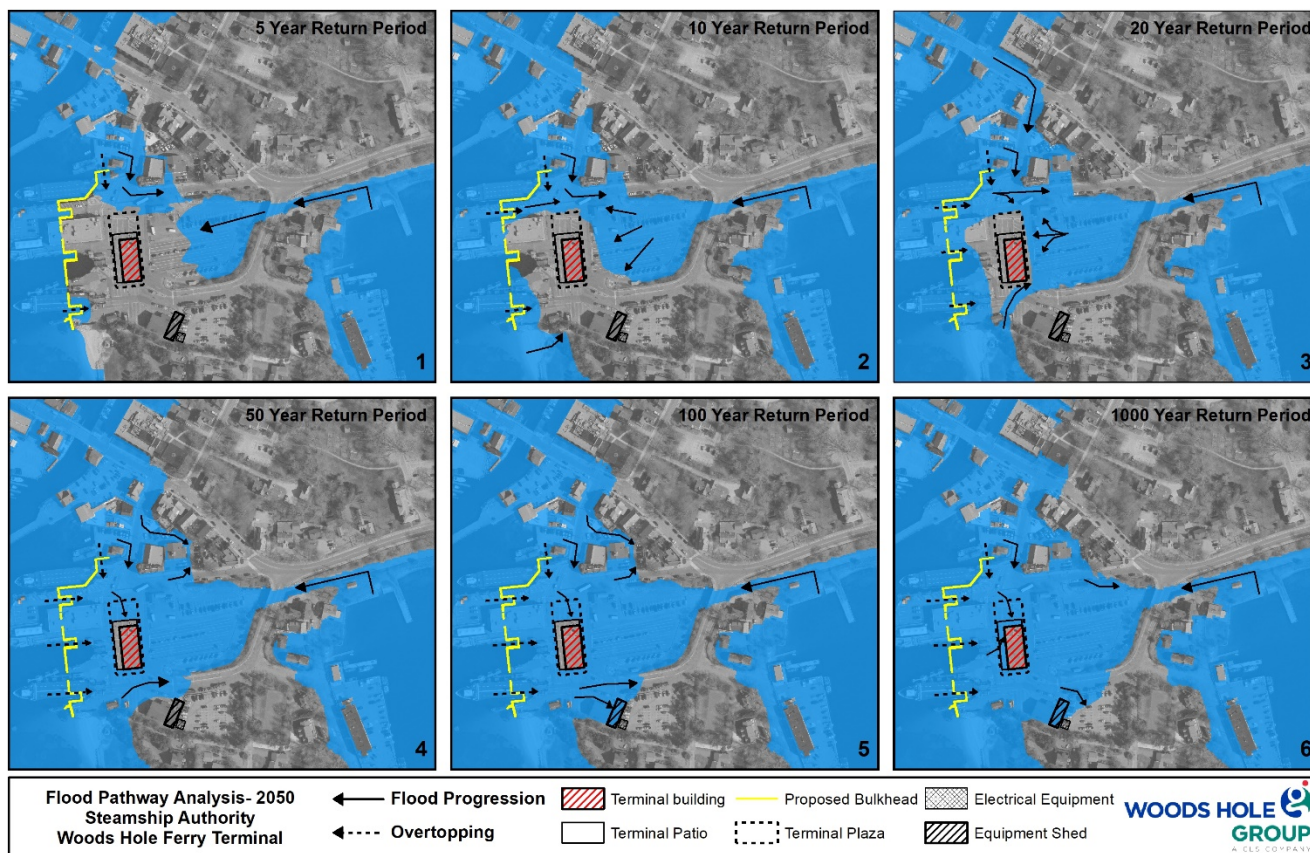 5 Year Return Period
1
10 Year Return Period
2
20 Year Return Period
3
50 Year Return Period
4
100 Year Return Period
5
1000 Year Return Period
6
Flood Pathway Analysis- 2050
Steamship Authority
Woods Hole Ferry Terminal
Flood Progression
Overtopping
Terminal building
Terminal Patio
Proposed Bulkhead
Terminal Plaza
Electrical Equipment
Equipment Shed
WOODS HOLE
GROUP
A CLS COMPANY